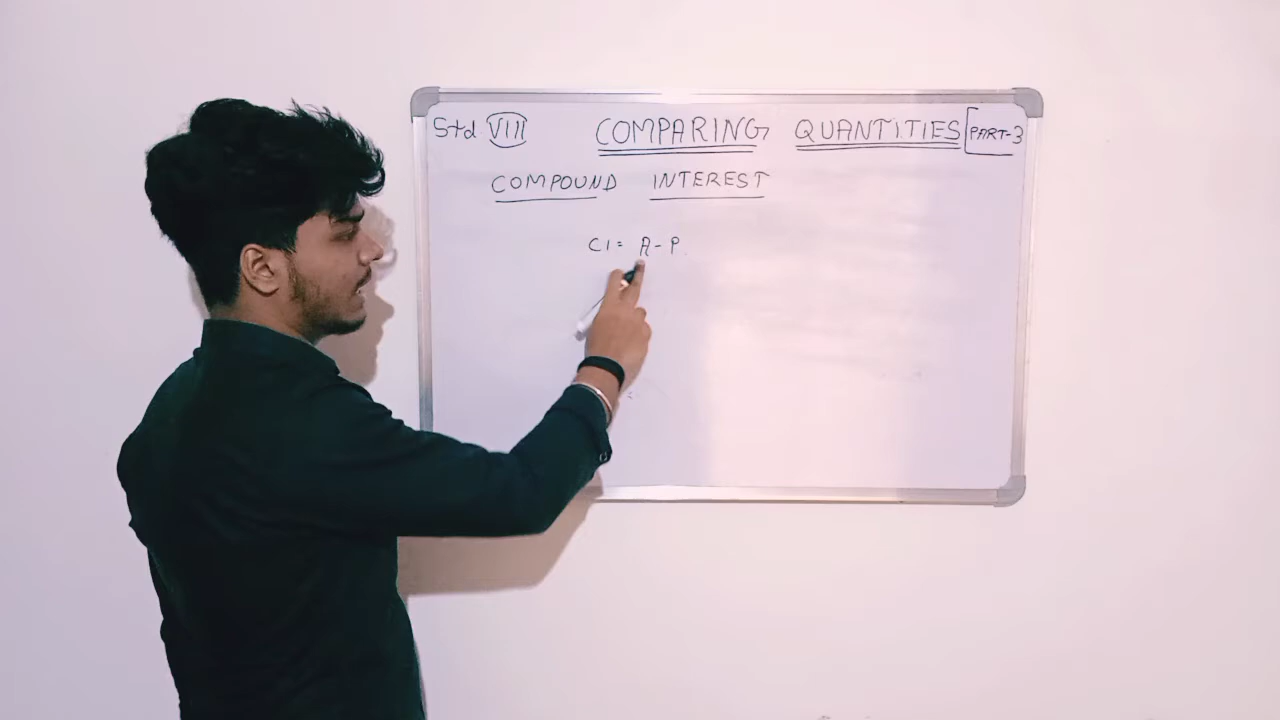 Std VIII COMPARING QUANTITIES [PART-3
COMPOUND INTEREST
CI = A - P.